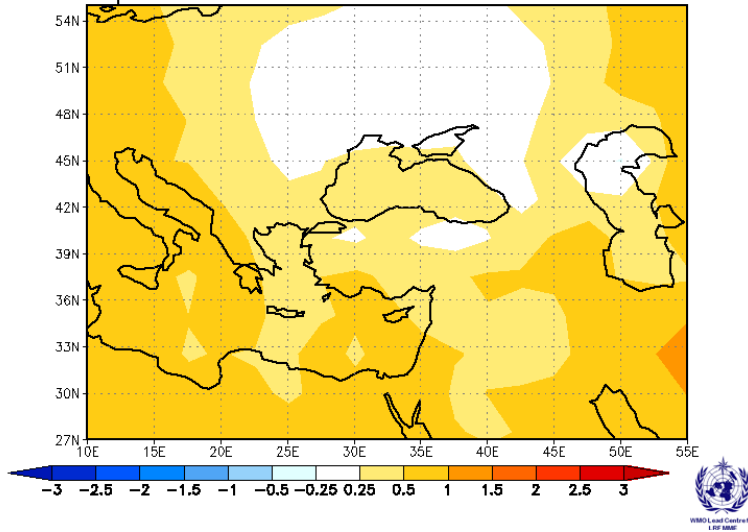 54N
51N
48N
45N
42N
39N
36N
33N
30N
27N
10E 15E 20E 25E 30E 35E 40E 45E 50E 55E
−3 −2.5 −2 −1.5 −1 −0.5 −0.25 0.25 0.5 1 1.5 2 2.5 3
WMO Lead Centre
LRF MME